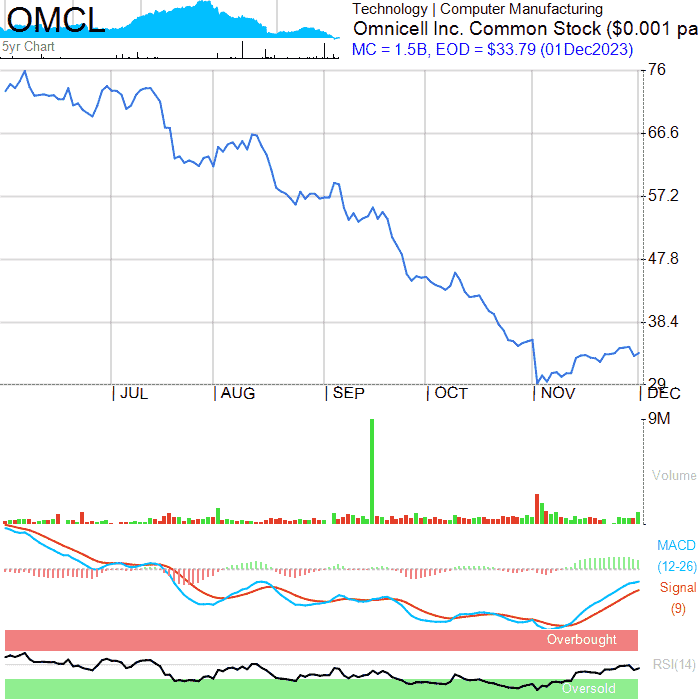 OMCL
5yr Chart
Technology | Computer Manufacturing
Omnicell Inc. Common Stock ($0.001 pa
MC = 1.5B, EOD = $33.79 (01Dec2023)
76
66.6
57.2
47.8
38.4
29
JUL AUG SEP OCT NOV DEC
9M
Volume
MACD
(12-26)
Signal
(9)
Overbought
RSI(14)
Oversold